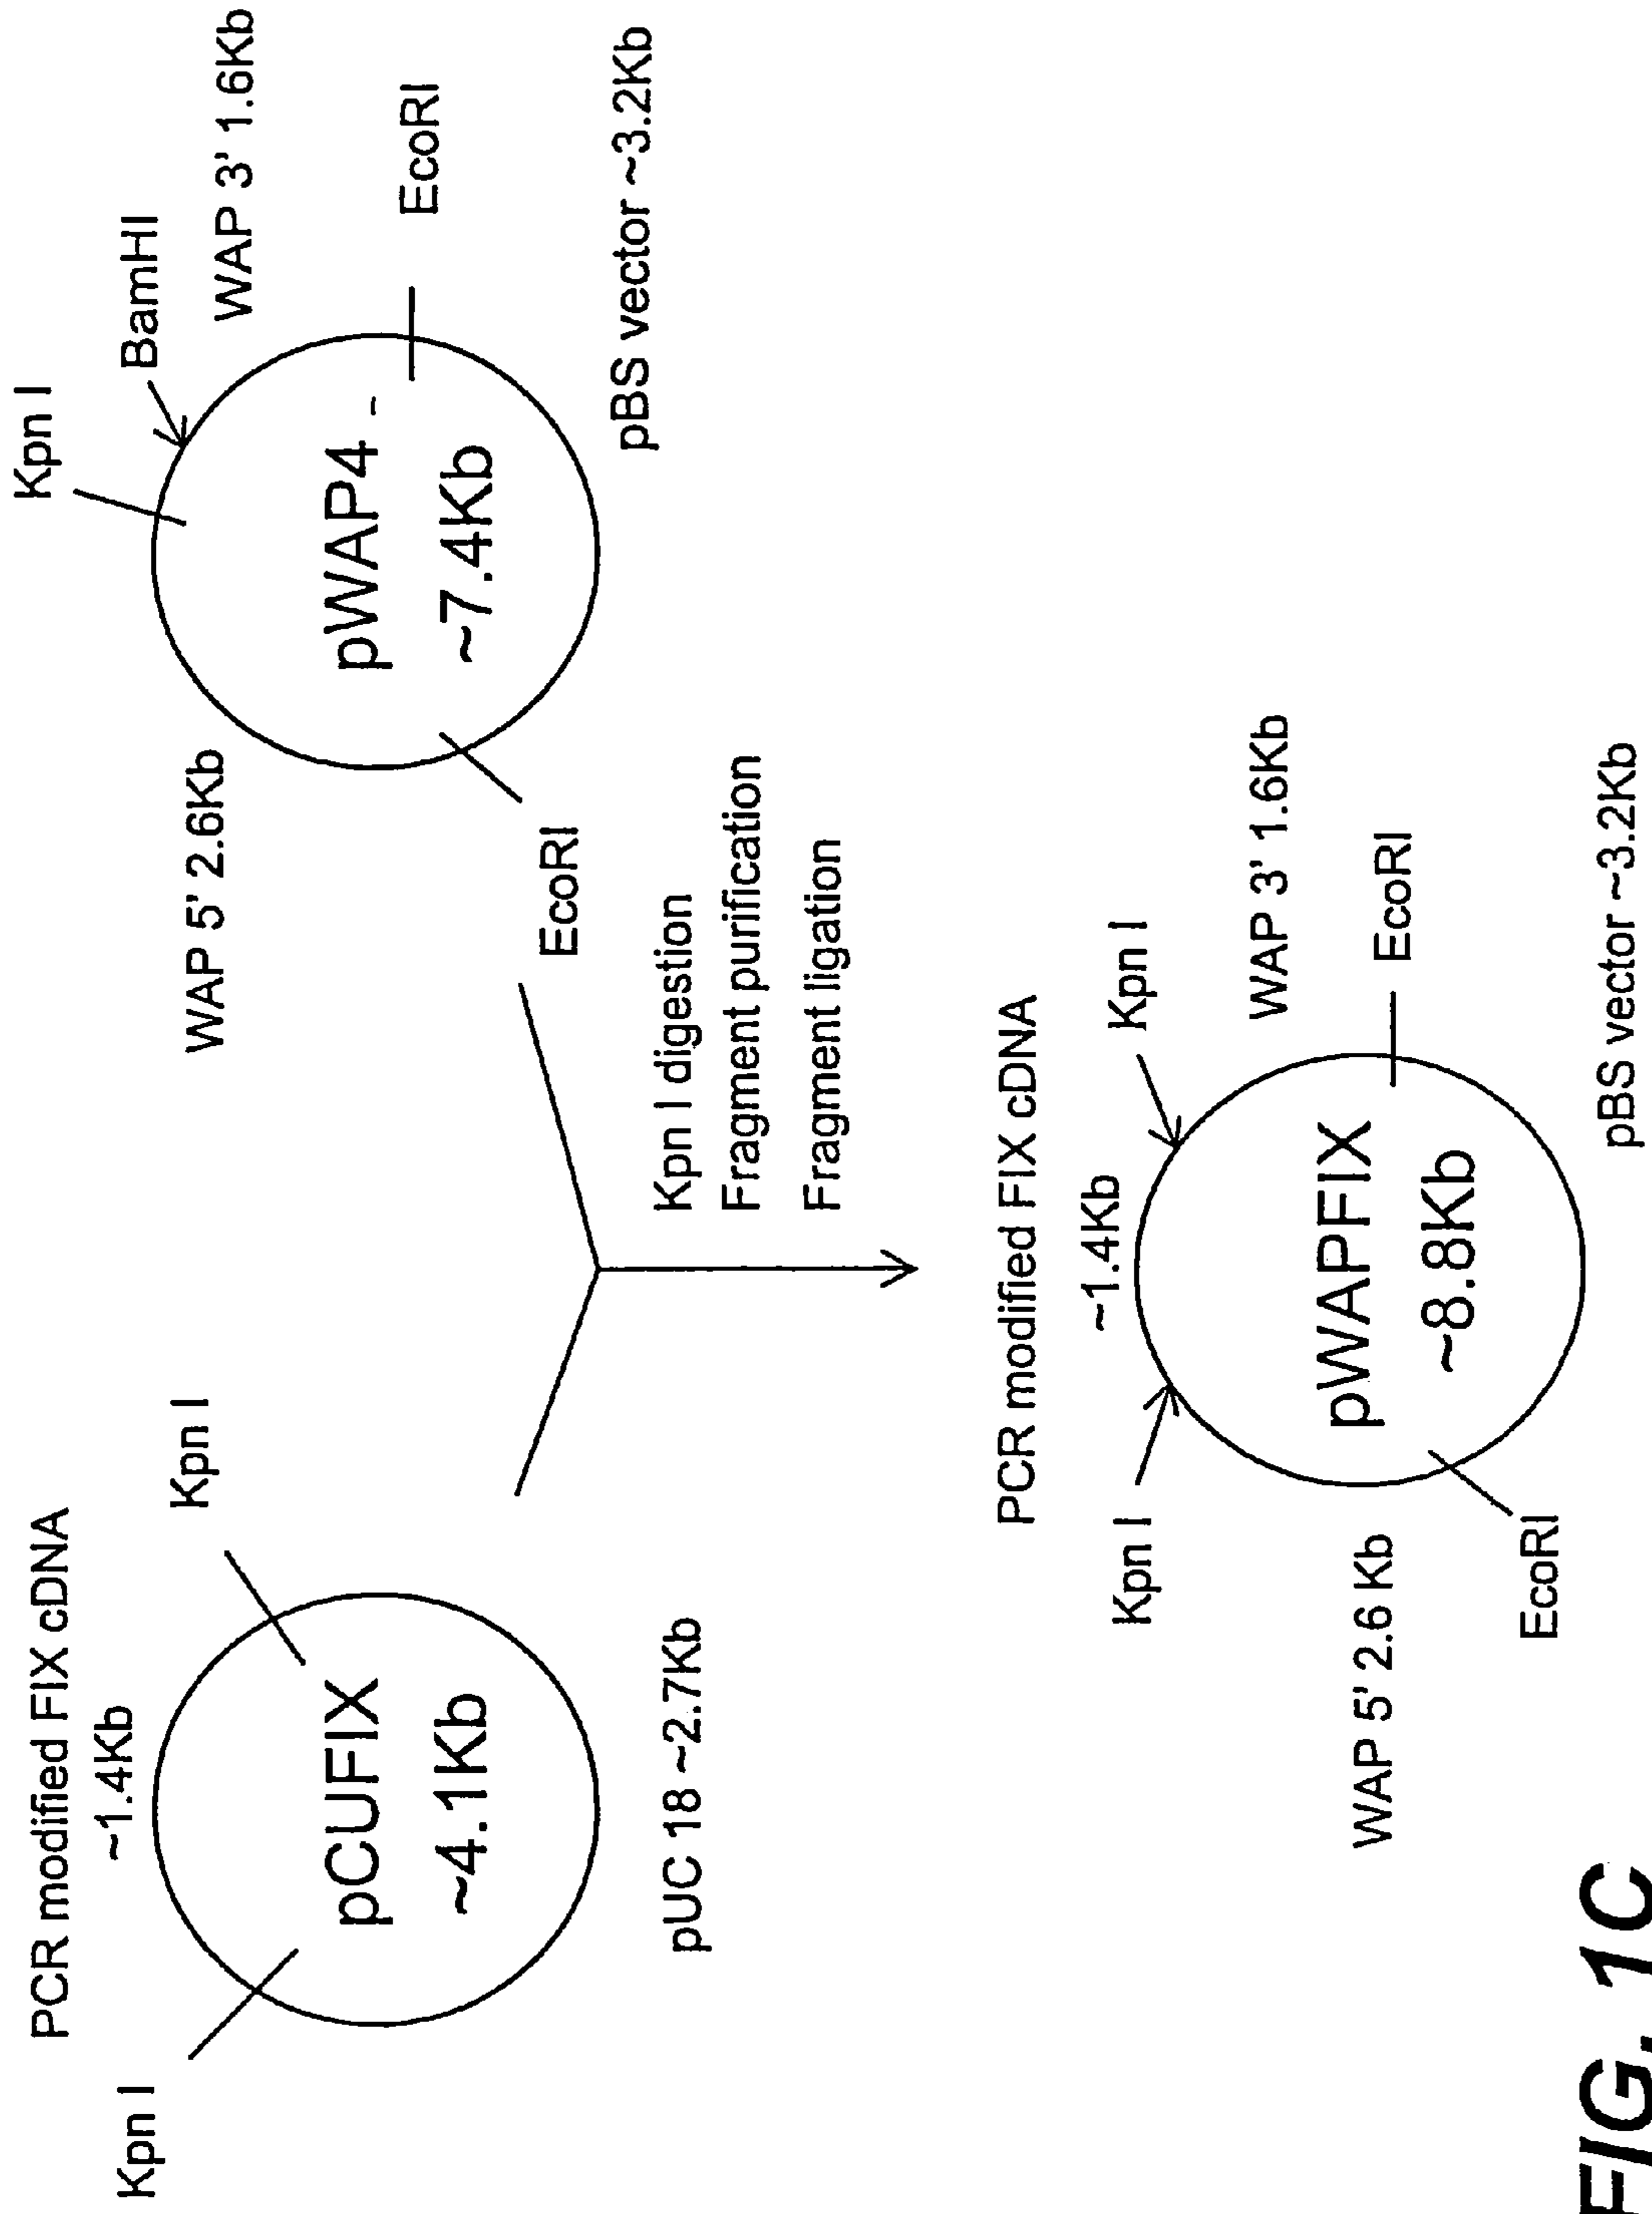 PCR modified FIX cDNA
~1.4Kb
Kpn I
Kpn I
pCUFIX
~4.1Kb
pUC 18 ~2.7Kb
Kpn I
BamHI
WAP 5' 2.6Kb
WAP 3' 1.6Kb
pWAP4
~7.4Kb
EcoRI
EcoRI
pBS vector ~3.2Kb
Kpn I digestion
Fragment purification
Fragment ligation
PCR modified FIX cDNA
~1.4Kb
Kpn I
Kpn I
WAP 5' 2.6 Kb
WAP 3' 1.6Kb
pWAPFIX
~8.8Kb
EcoRI
EcoRI
pBS vector ~3.2Kb
FIG. 1C